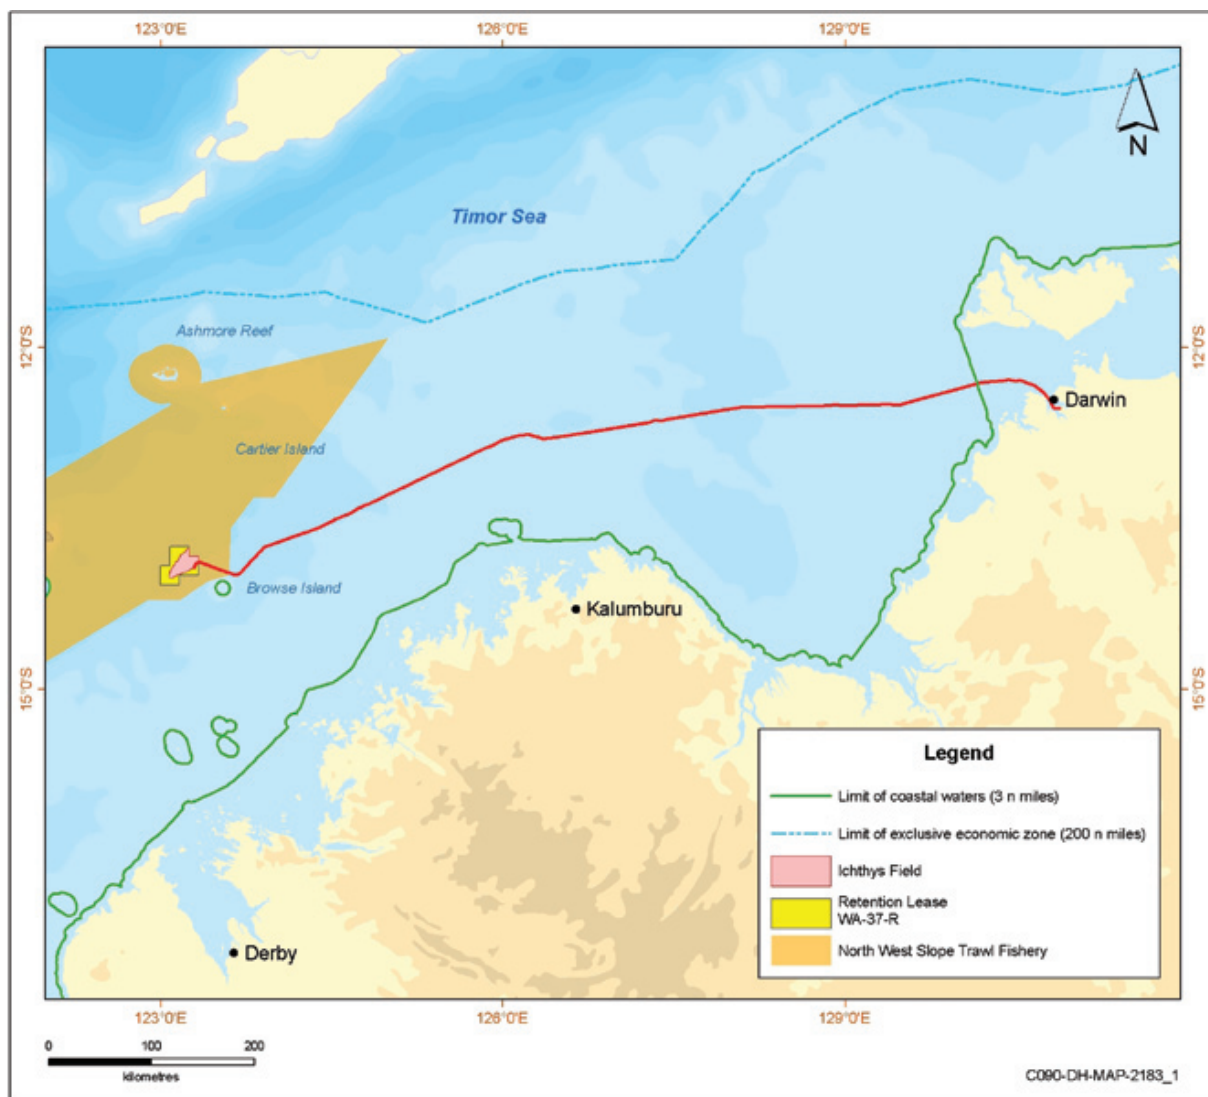 123°0'E
126°0'E
129°0'E
N
Timor Sea
Ashmore Reef
12°0'S
12°0'S
Darwin
Cartier Island
Browse Island
Kalumburu
15°0'S
15°0'S
Legend
Limit of coastal waters (3 n miles)
Limit of exclusive economic zone (200 n miles)
Ichthys Field
Retention Lease
WA-37-R
North West Slope Trawl Fishery
Derby
123°0'E
126°0'E
129°0'E
0 100 200
kilometres
C090-DH-MAP-2183_1